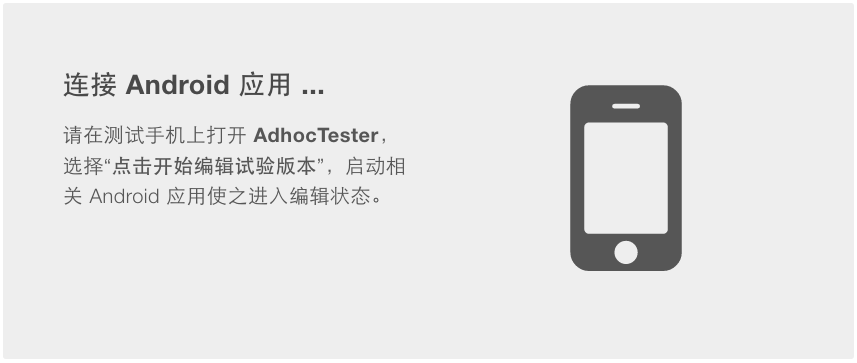 连接 Android 应用 ...
请在测试手机上打开 AdhocTester，
选择“点击开始编辑试验版本”，启动相
关 Android 应用使之进入编辑状态。